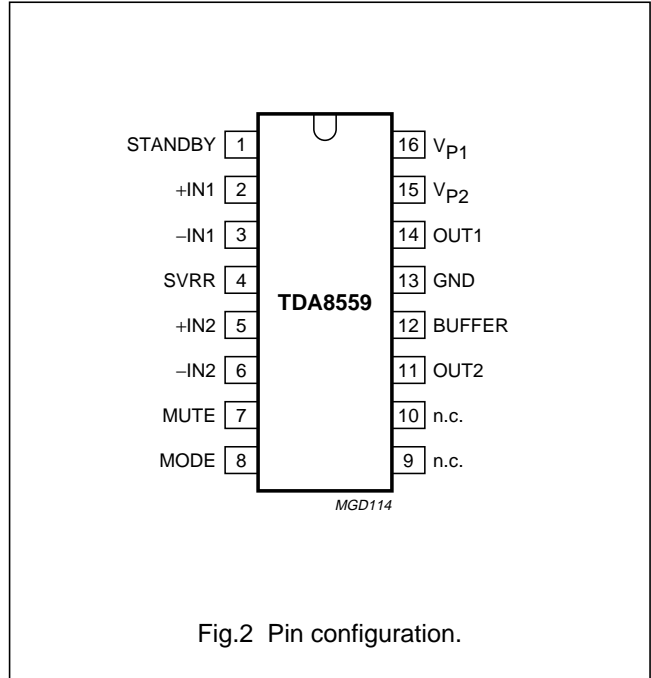 STANDBY 1 16 VP1
+IN1 2 15 VP2
−IN1 3 14 OUT1
SVRR 4 13 GND
TDA8559
+IN2 5 12 BUFFER
−IN2 6 11 OUT2
MUTE 7 10 n.c.
MODE 8 9 n.c.
MGD114
Fig.2 Pin configuration.